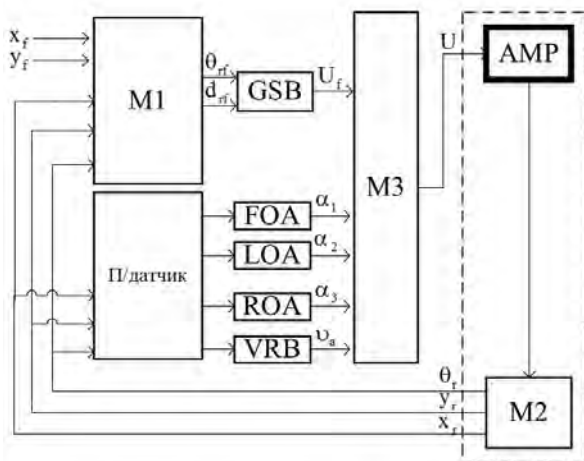 x_f
y_f
M1
θ_rf
d_rf
GSB
U_f
M3
U
AMP
П/датчик
FOA
α_1
LOA
α_2
ROA
α_3
VRB
υ_a
θ_r
y_r
x_r
M2